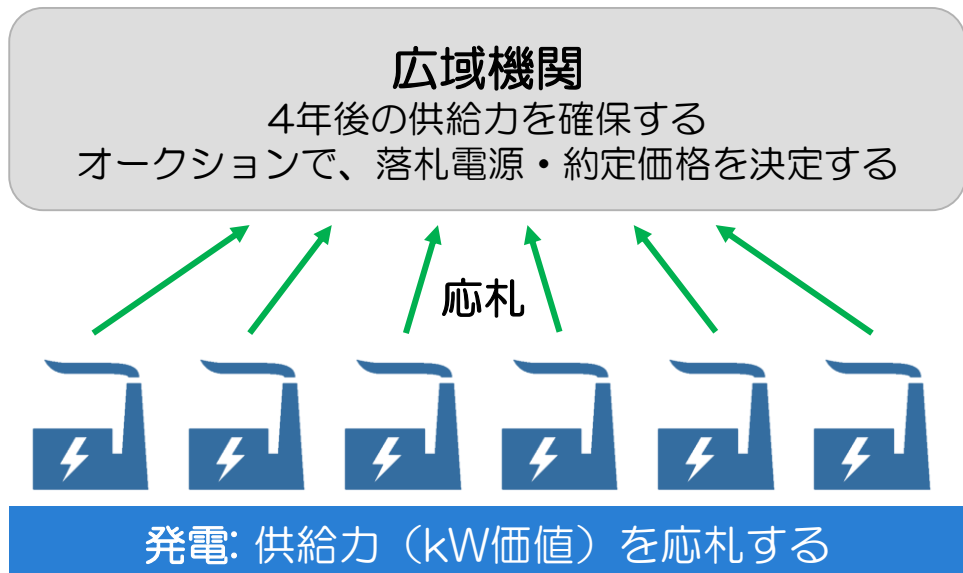 広域機関
4年後の供給力を確保する
オークションで、落札電源・約定価格を決定する
応札
発電: 供給力（kW価値）を応札する